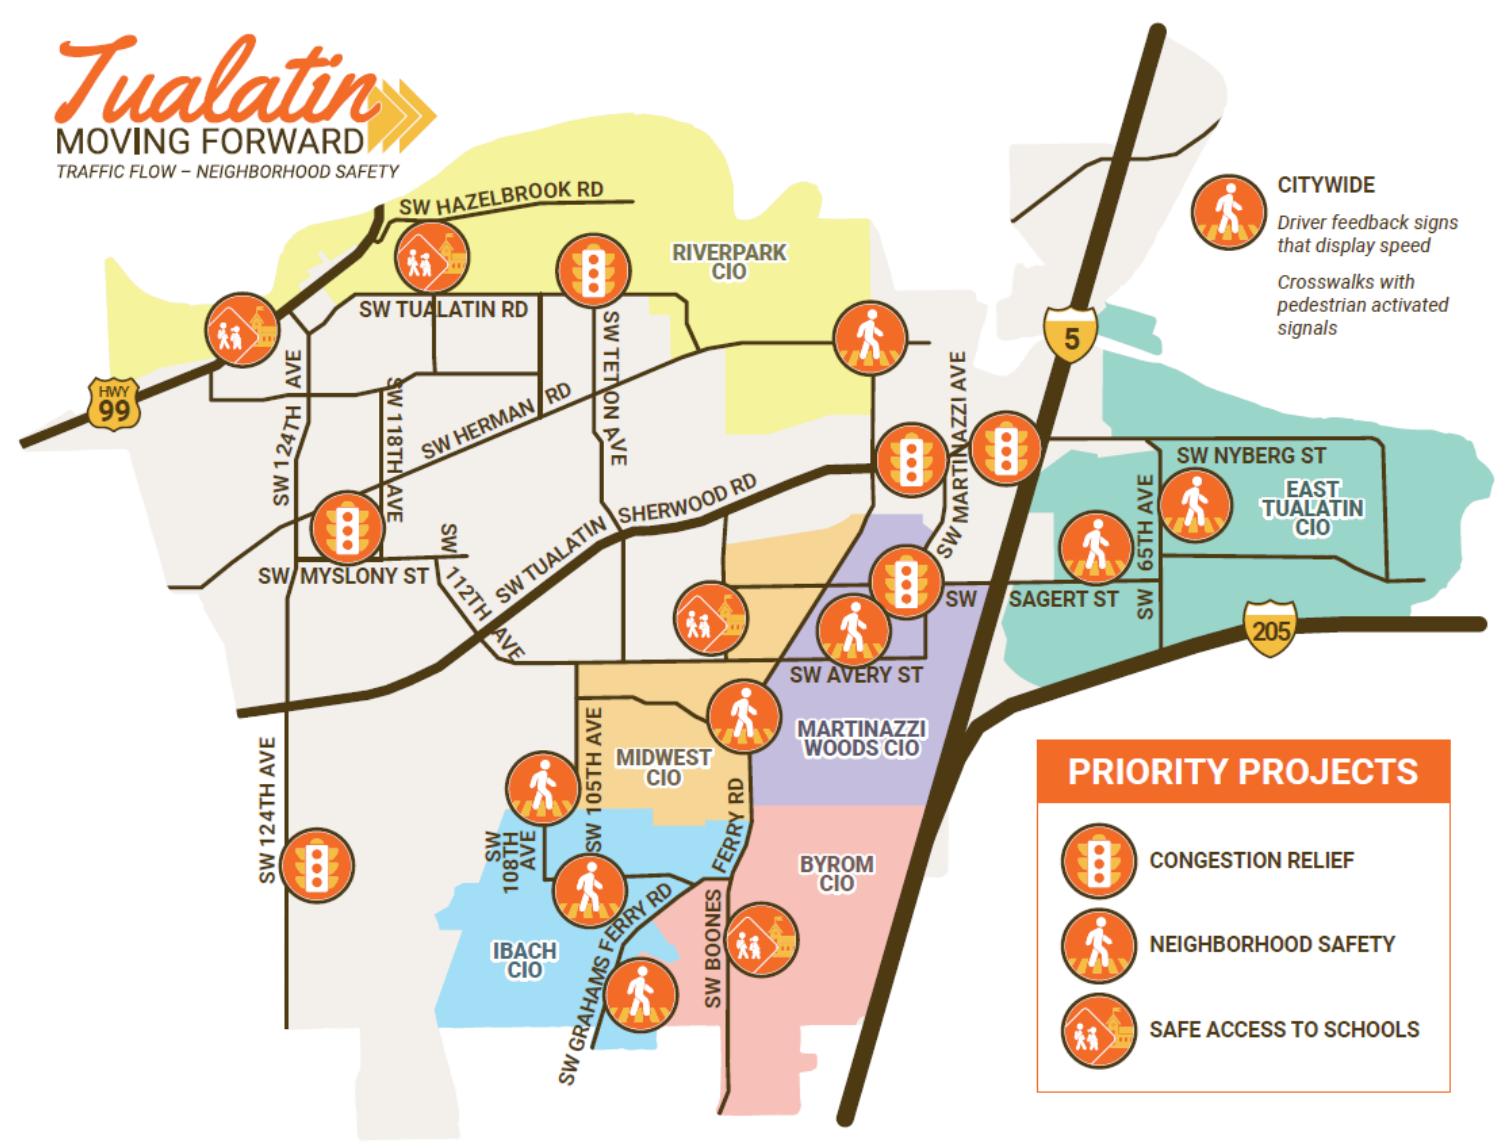 Tualatin
MOVING FORWARD
TRAFFIC FLOW – NEIGHBORHOOD SAFETY
CITYWIDE
Driver feedback signs
that display speed
Crosswalks with
pedestrian activated
signals
SW HAZELBROOK RD
RIVERPARK
CIO
SW TUALATIN RD
SW TETON AVE
5
HWY
99
SW 124TH AVE
SW 118TH AVE
SW HERMAN RD
SW MARTINAZZI AVE
SW NYBERG ST
EAST
TUALATIN
CIO
SW 65TH AVE
SW TUALATIN SHERWOOD RD
SW MYSLONY ST
SW 112TH AVE
SW SAGERT ST
205
SW AVERY ST
MARTINAZZI
WOODS CIO
MIDWEST
CIO
SW 105TH AVE
SW 124TH AVE
SW
108TH
AVE
BYROM
CIO
IBACH
CIO
SW GRAHAMS FERRY RD
SW BOONES FERRY RD
PRIORITY PROJECTS
CONGESTION RELIEF
NEIGHBORHOOD SAFETY
SAFE ACCESS TO SCHOOLS